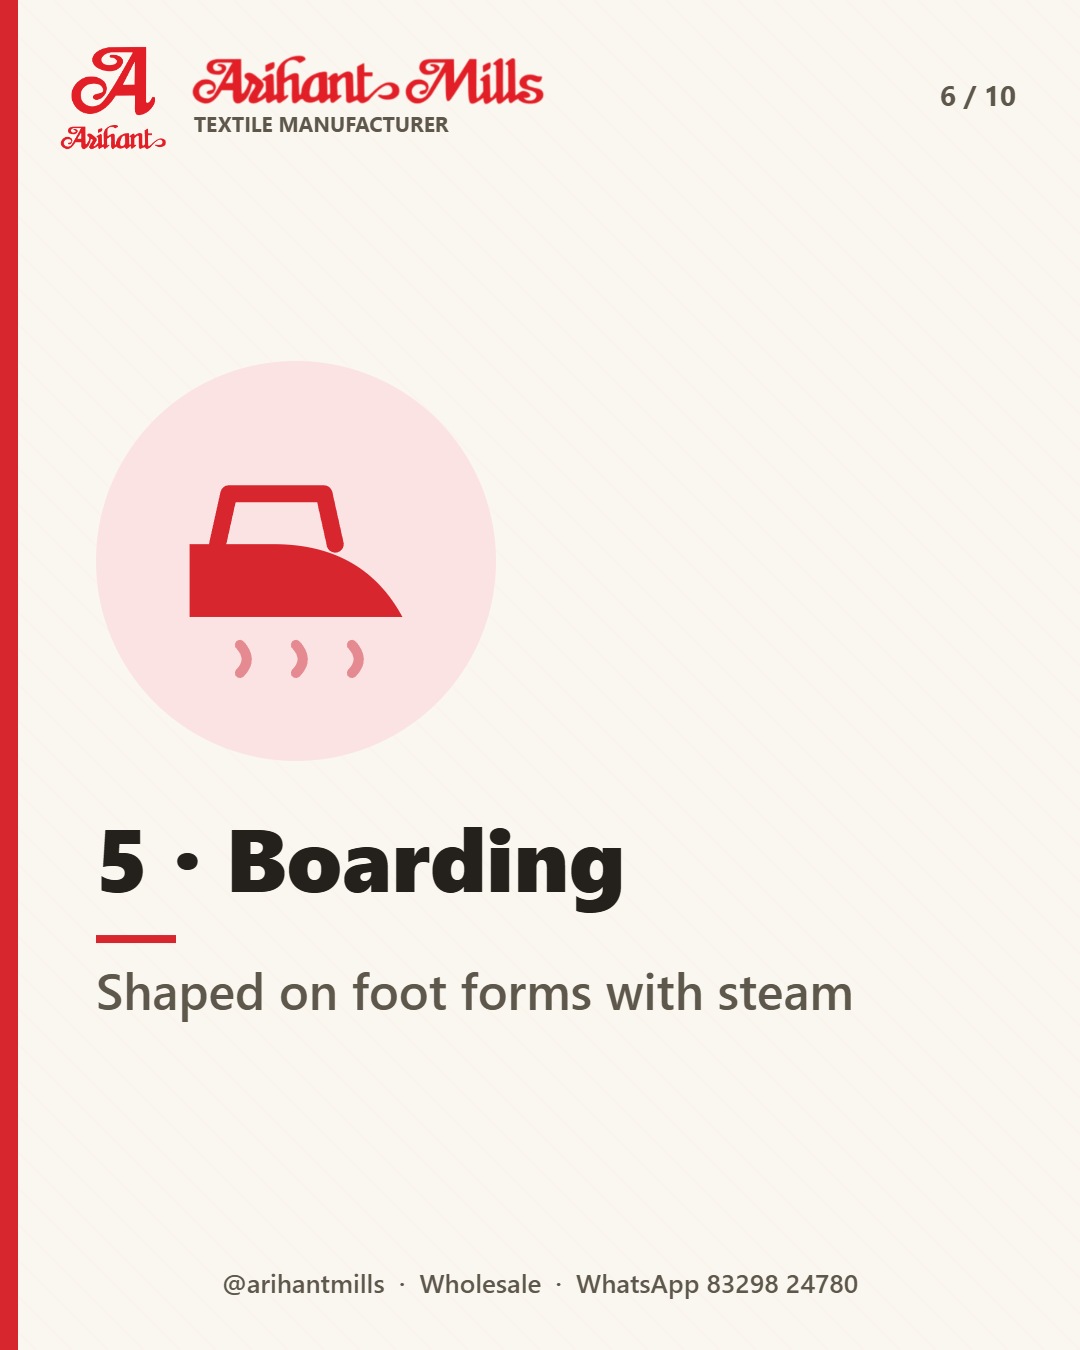 A
Arihant
Arihant Mills
TEXTILE MANUFACTURER
6 / 10
5 · Boarding
Shaped on foot forms with steam
@arihantmills · Wholesale · WhatsApp 83298 24780